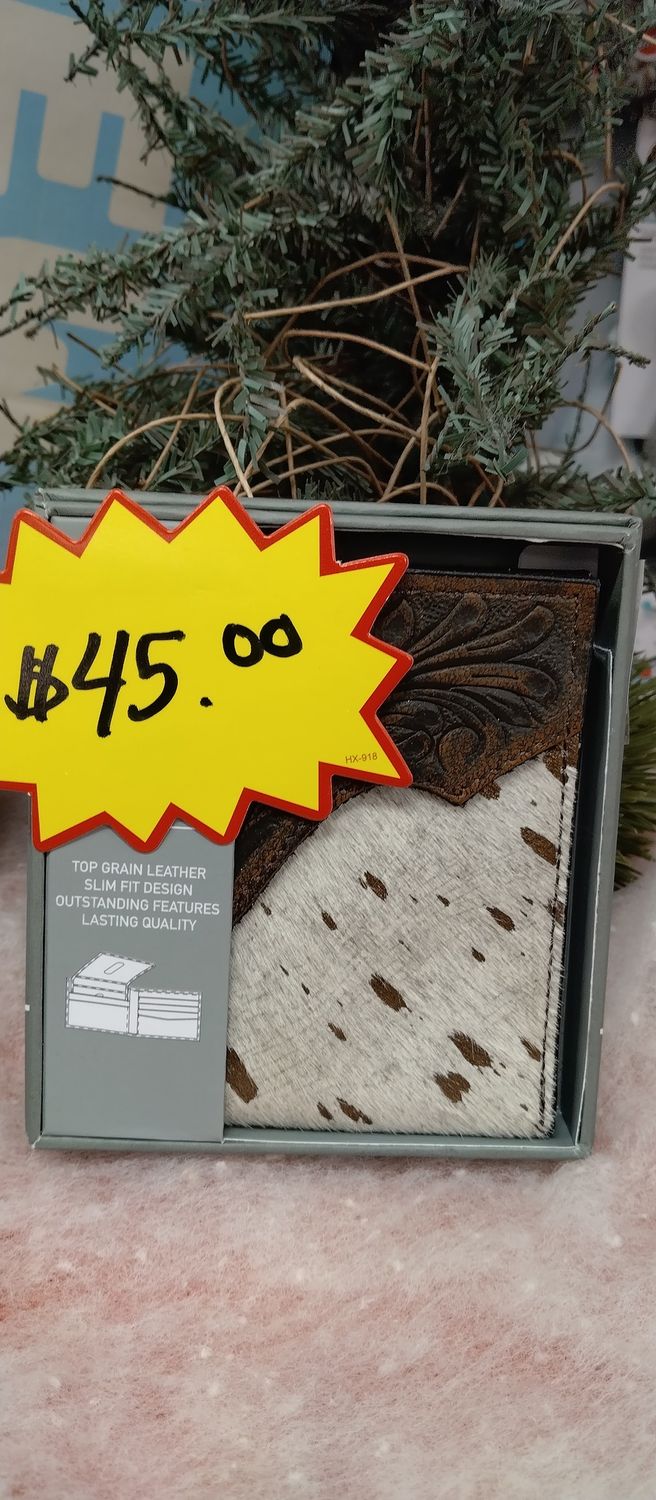 $45.00
HX-918
TOP GRAIN LEATHER
SLIM FIT DESIGN
OUTSTANDING FEATURES
LASTING QUALITY